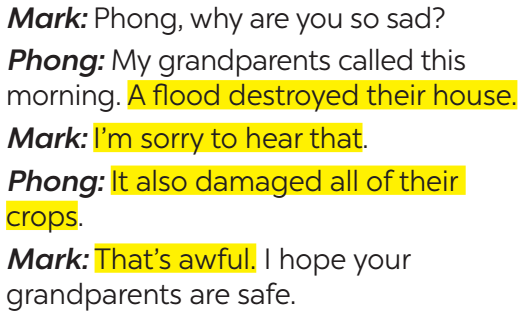 Mark: Phong, why are you so sad?
Phong: My grandparents called this
morning. A flood destroyed their house.
Mark: I'm sorry to hear that.
Phong: It also damaged all of their
crops.
Mark: That's awful. I hope your
grandparents are safe.